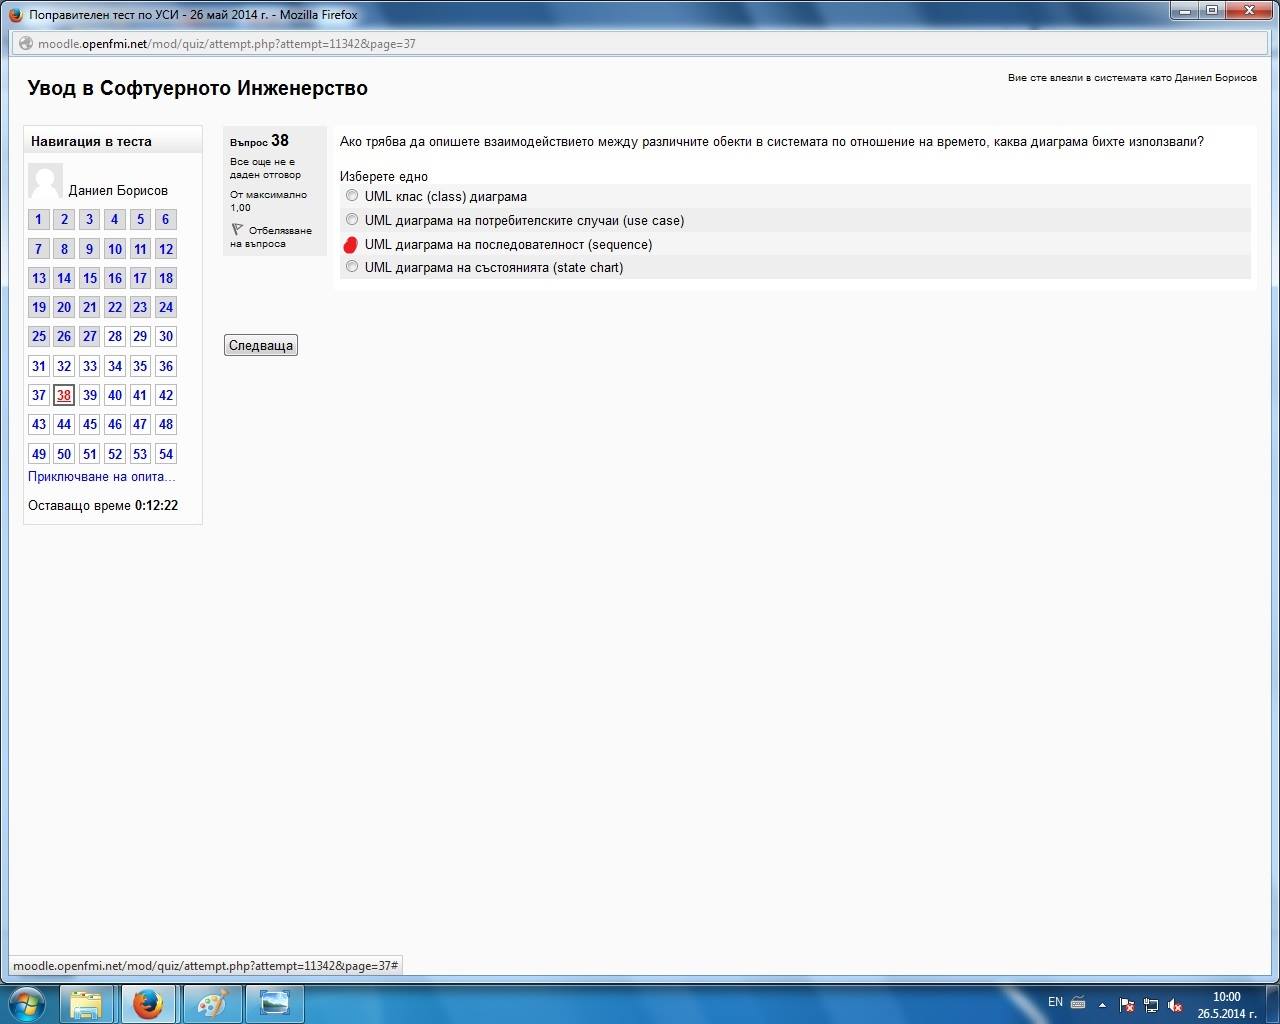 Поправителен тест по УСИ - 26 май 2014 г. - Mozilla Firefox
moodle.openfmi.net/mod/quiz/attempt.php?attempt=11342&page=37
Вие сте влезли в системата като Даниел Борисов
Увод в Софтуерното Инженерство
Навигация в теста
Даниел Борисов
1 2 3 4 5 6
7 8 9 10 11 12
13 14 15 16 17 18
19 20 21 22 23 24
25 26 27 28 29 30
31 32 33 34 35 36
37 38 39 40 41 42
43 44 45 46 47 48
49 50 51 52 53 54
Приключване на опита...
Оставащо време 0:12:22
Въпрос 38
Все още не е
даден отговор
От максимално
1,00
Отбелязване
на въпроса
Ако трябва да опишете взаимодействието между различните обекти в системата по отношение на времето, каква диаграма бихте използвали?
Изберете едно
UML клас (class) диаграма
UML диаграма на потребителските случаи (use case)
UML диаграма на последователност (sequence)
UML диаграма на състоянията (state chart)
Следваща
moodle.openfmi.net/mod/quiz/attempt.php?attempt=11342&page=37#
EN
10:00
26.5.2014 г.